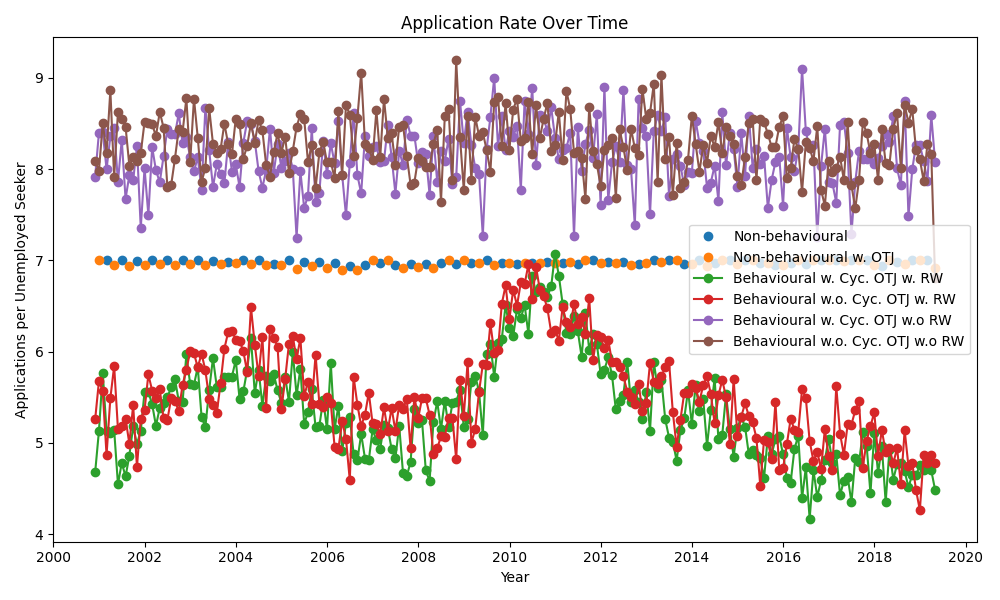 Application Rate Over Time
Applications per Unemployed Seeker
9
8
7
6
5
4
Non-behavioural
Non-behavioural w. OTJ
Behavioural w. Cyc. OTJ w. RW
Behavioural w.o. Cyc. OTJ w. RW
Behavioural w. Cyc. OTJ w.o RW
Behavioural w.o. Cyc. OTJ w.o RW
2000 2002 2004 2006 2008 2010 2012 2014 2016 2018 2020
Year